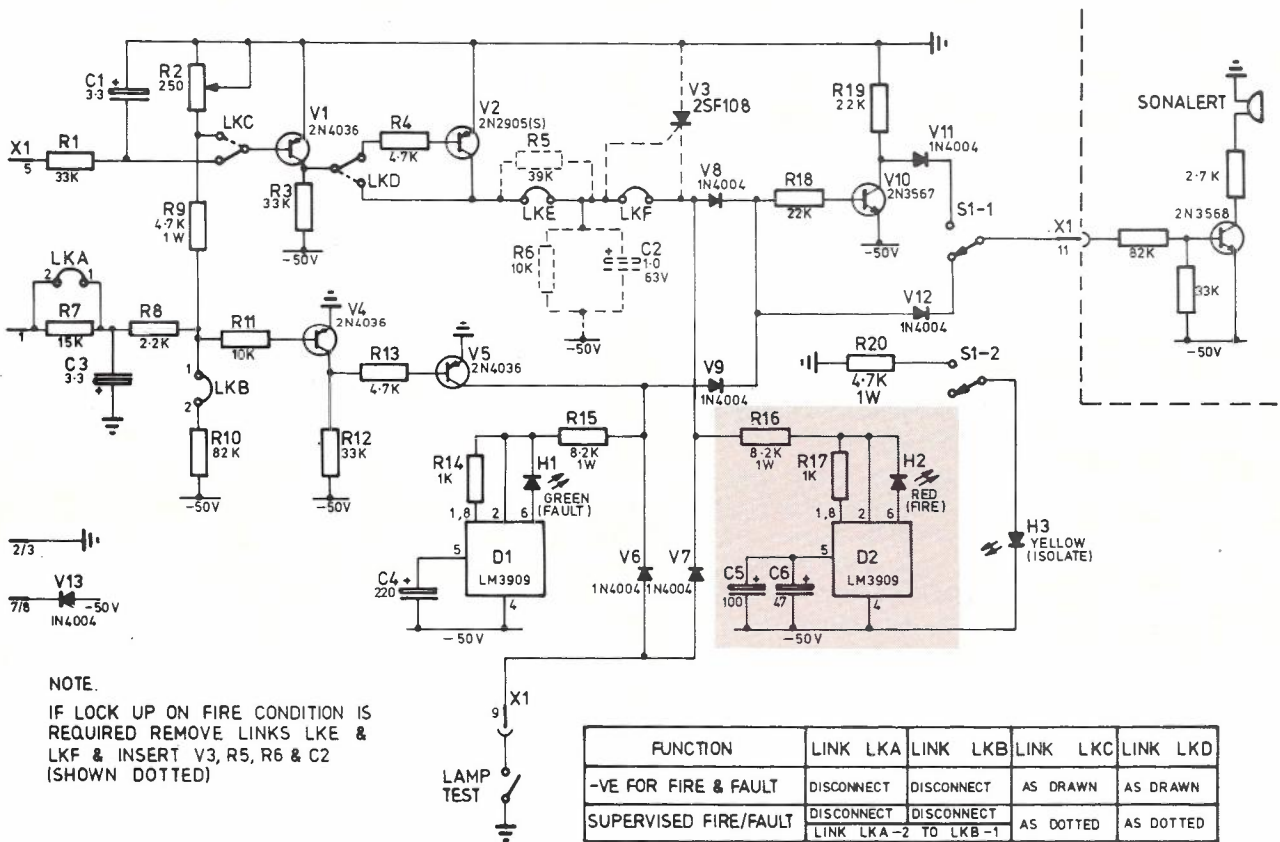 C1 +
3·3
R2
250
X1
5
R1
33K
LKC
V1
2N4036
R4
4·7K
V2
2N2905(S)
V3
2SF108
R19
22K
V11
1N4004
SONALERT
2·7K
R3
33K
-50V
LKD
R5
39K
LKE
LKF
V8
1N4004
R18
22K
V10
2N3567
-50V
S1-1
X1
11
82K
2N3568
33K
-50V
R9
4·7K
1W
R6
10K
+ C2
1·0
63V
-50V
V12
1N4004
LKA
2 1
R7
15K
1
R8
2·2K
C3
3·3
+
R11
10K
V4
2N4036
R13
4·7K
V5
2N4036
V9
1N4004
R20
4·7K
1W
S1-2
1
LKB
2
R10
82K
-50V
R12
33K
-50V
R14
1K
H1
GREEN
(FAULT)
R15
8·2K
1W
R16
8·2K
1W
R17
1K
H2
RED
(FIRE)
1,8 2 6
5
D1
LM3909
4
C4 +
220
-50V
V6
1N4004
V7
1N4004
1,8 2 6
5
D2
LM3909
4
C5 +
100
C6 +
47
-50V
H3
YELLOW
(ISOLATE)
2/3
V13
7/8
-50V
1N4004
NOTE.
IF LOCK UP ON FIRE CONDITION IS
REQUIRED REMOVE LINKS LKE &
LKF & INSERT V3, R5, R6 & C2
(SHOWN DOTTED)
X1
9
LAMP
TEST
FUNCTION LINK LKA LINK LKB LINK LKC LINK LKD
-VE FOR FIRE & FAULT DISCONNECT DISCONNECT AS DRAWN AS DRAWN
SUPERVISED FIRE/FAULT DISCONNECT DISCONNECT AS DOTTED AS DOTTED
LINK LKA-2 TO LKB-1